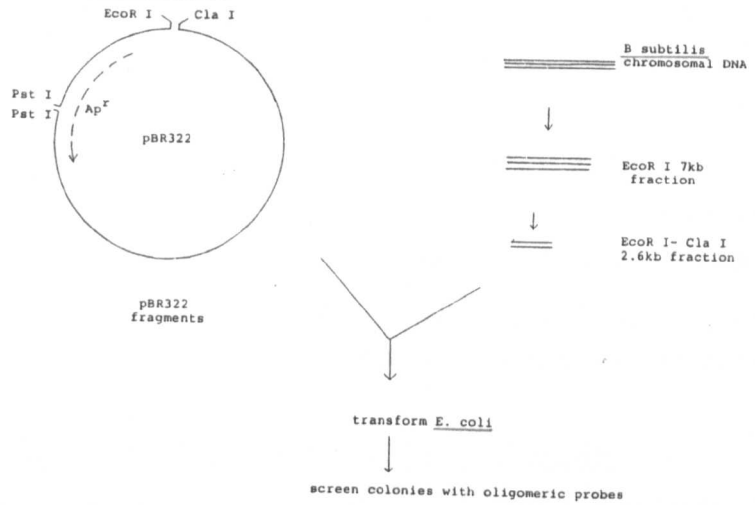 EcoR I
Cla I
Pst I
Pst I
Apr
pBR322
pBR322
fragments
B subtilis
chromosomal DNA
EcoR I 7kb
fraction
EcoR I- Cla I
2.6kb fraction
transform E. coli
screen colonies with oligomeric probes